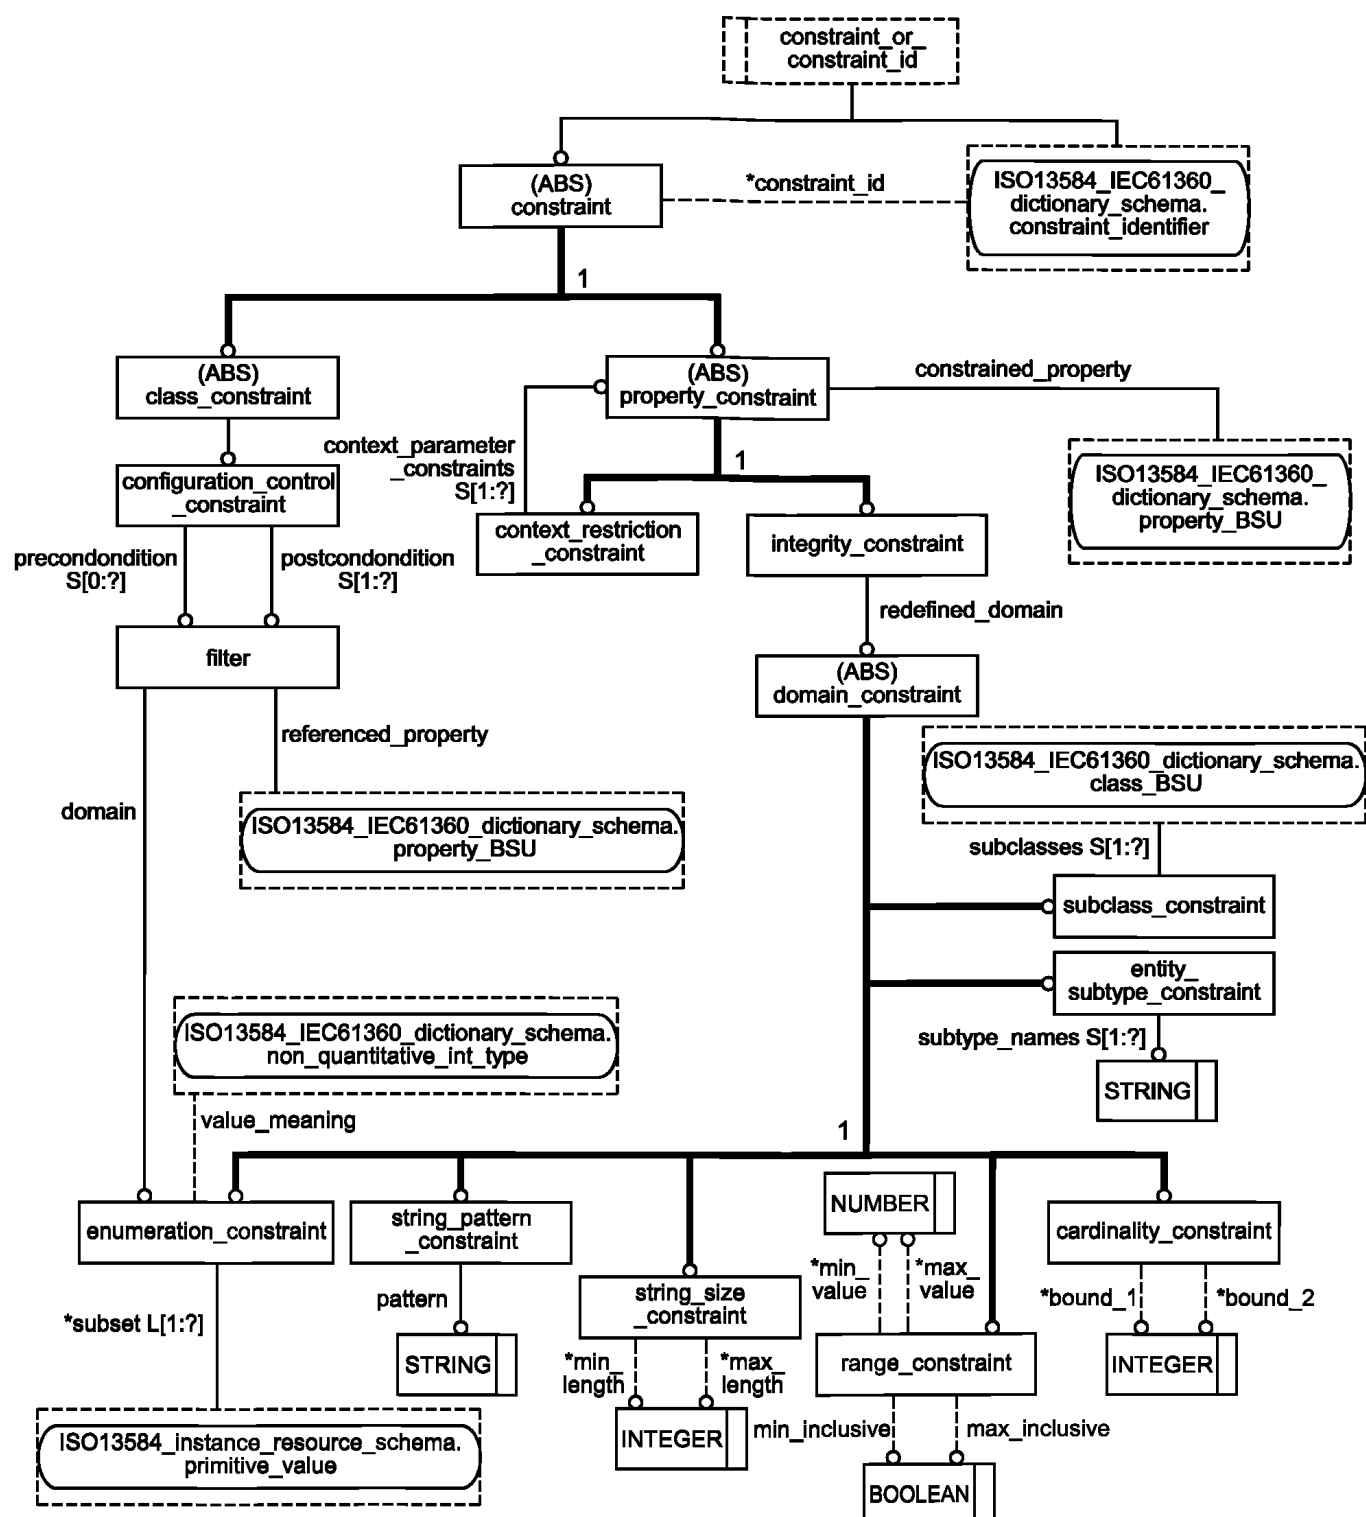 constraint_or_
constraint_id
(ABS)
constraint
*constraint_id
ISO13584_IEC61360_
dictionary_schema.
constraint_identifier
1
(ABS)
class_constraint
(ABS)
property_constraint
constrained_property
context_parameter
_constraints
S[1:?]
1
configuration_control
_constraint
ISO13584_IEC61360_
dictionary_schema.
property_BSU
context_restriction
_constraint
integrity_constraint
precondondition
S[0:?]
postcondondition
S[1:?]
redefined_domain
filter
(ABS)
domain_constraint
referenced_property
ISO13584_IEC61360_dictionary_schema.
class_BSU
domain
ISO13584_IEC61360_dictionary_schema.
property_BSU
subclasses S[1:?]
subclass_constraint
entity_
subtype_constraint
ISO13584_IEC61360_dictionary_schema.
non_quantitative_int_type
subtype_names S[1:?]
STRING
value_meaning
1
enumeration_constraint
string_pattern
_constraint
NUMBER
cardinality_constraint
*min_
value
*max_
value
string_size
_constraint
*bound_1
*bound_2
pattern
*subset L[1:?]
STRING
*min_
length
*max_
length
range_constraint
INTEGER
INTEGER
min_inclusive
max_inclusive
ISO13584_instance_resource_schema.
primitive_value
BOOLEAN